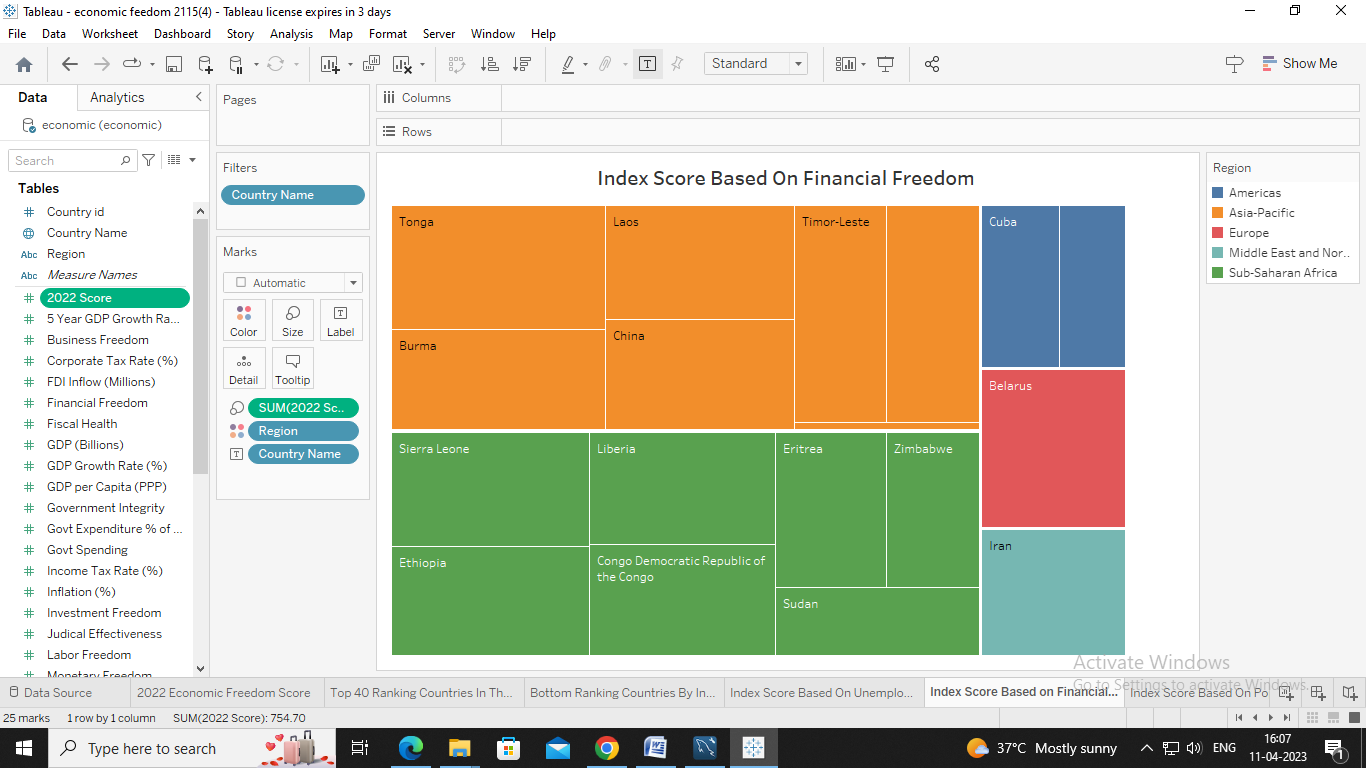 Tableau - economic feedom 2115(4) - Tableau license expires in 3 days
File Data Worksheet Dashboard Story Analysis Map Format Server Window Help
Standard
Show Me
Data Analytics
economic (economic)
Search
Tables
Country id
Country Name
Abc Region
Abc Measure Names
2022 Score
5 Year GDP Growth Ra...
Business Freedom
Corporate Tax Rate (%)
FDI Inflow (Millions)
Financial Freedom
Fiscal Health
GDP (Billions)
GDP Growth Rate (%)
GDP per Capita (PPP)
Government Integrity
Govt Expenditure % of ...
Govt Spending
Income Tax Rate (%)
Inflation (%)
Investment Freedom
Judical Effectiveness
Labor Freedom
Monetary Freedom
Pages
Filters
Country Name
Marks
Automatic
Color Size Label
Detail Tooltip
SUM(2022 Sc..
Region
Country Name
Columns
Rows
Index Score Based On Financial Freedom
Tonga
Laos
Timor-Leste
Burma
China
Cuba
Belarus
Iran
Sierra Leone
Liberia
Eritrea
Zimbabwe
Ethiopia
Congo Democratic Republic of
the Congo
Sudan
Region
Americas
Asia-Pacific
Europe
Middle East and Nor..
Sub-Saharan Africa
Activate Windows
Go to Settings to activate Windows.
Data Source 2022 Economic Freedom Score Top 40 Ranking Countries In Th... Bottom Ranking Countries By In... Index Score Based On Unemplo... Index Score Based on Financial... Index Score Based On Po
25 marks 1 row by 1 column SUM(2022 Score): 754.70
Type here to search
37°C Mostly sunny
ENG
16:07
11-04-2023
1